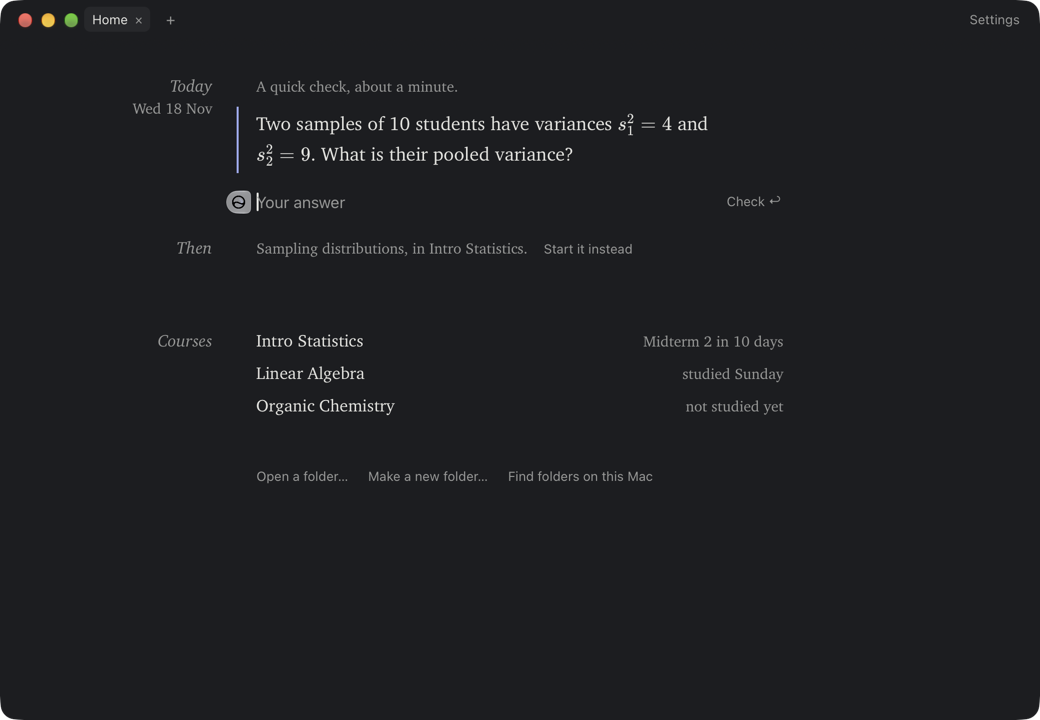 Home × +
Settings
Today
A quick check, about a minute.
Wed 18 Nov
Two samples of 10 students have variances s₁² = 4 and
s₂² = 9. What is their pooled variance?
Your answer
Check ↩
Then
Sampling distributions, in Intro Statistics.
Start it instead
Courses
Intro Statistics
Midterm 2 in 10 days
Linear Algebra
studied Sunday
Organic Chemistry
not studied yet
Open a folder...
Make a new folder...
Find folders on this Mac